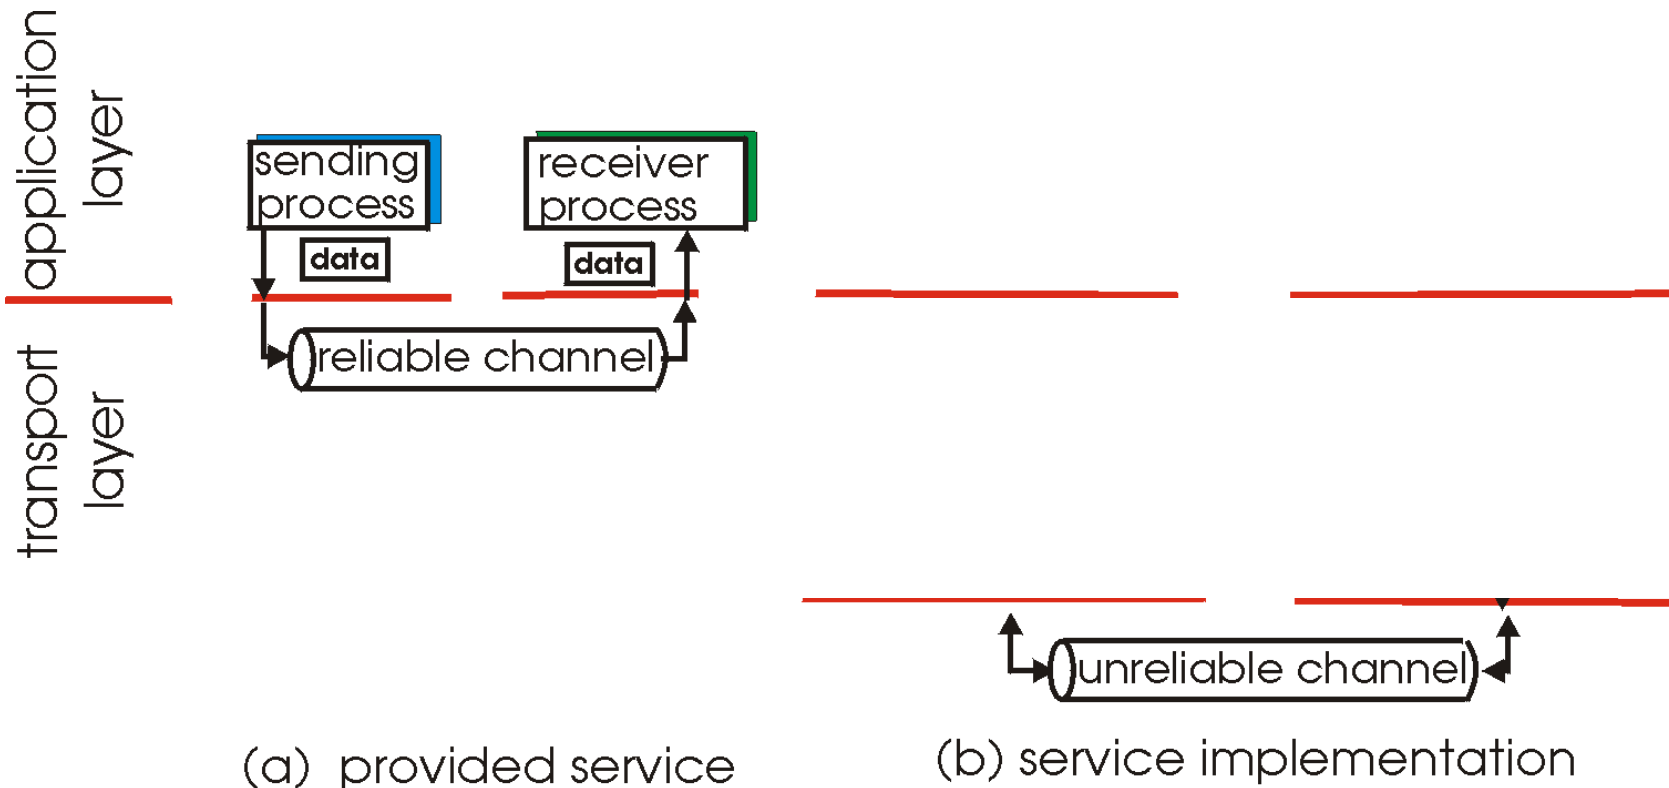 application
layer
transport
layer
sending
process
receiver
process
data
data
reliable channel
unreliable channel
(a) provided service
(b) service implementation